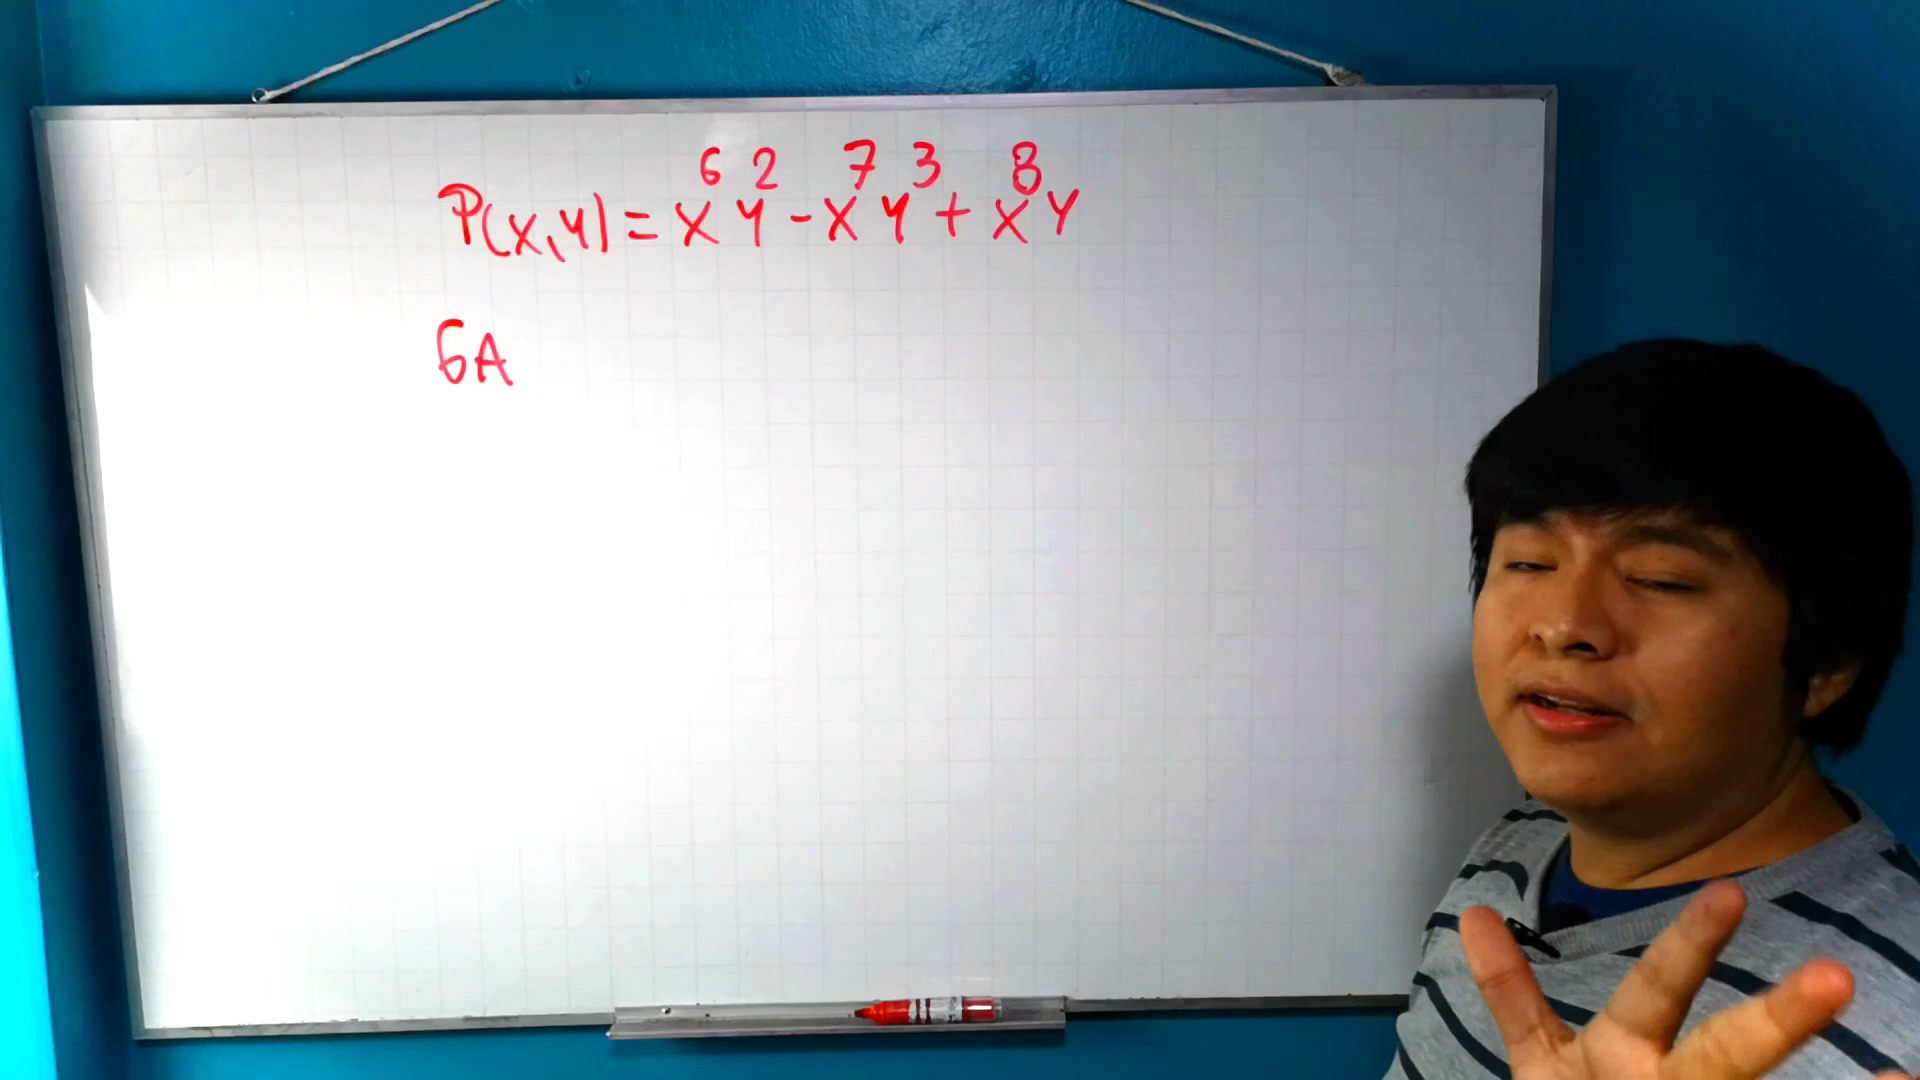 P(x,y) = x⁶y² - x⁷y³ + x⁸y
GA